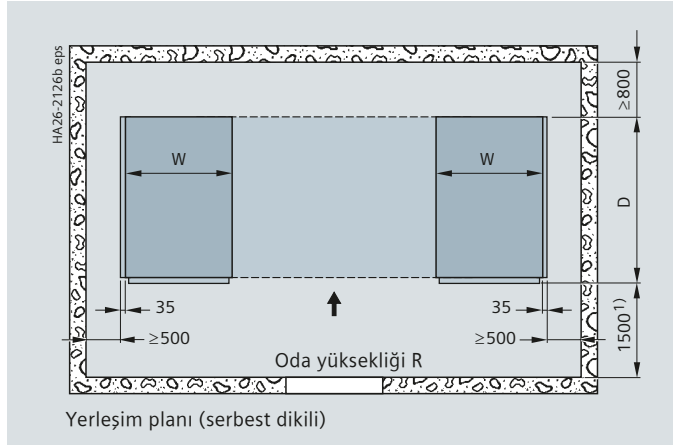 HA26-2126b eps
≥800
W
W
D
35
35
≥500
≥500
1500¹⁾
Oda yüksekliği R
Yerleşim planı (serbest dikili)